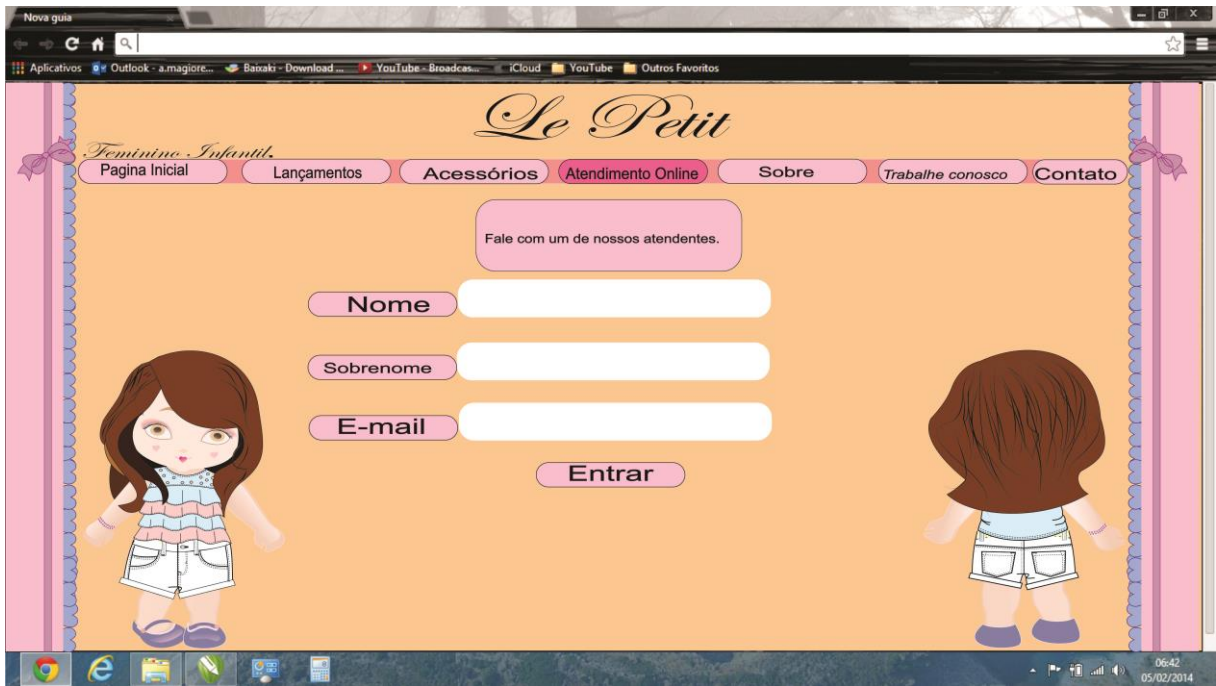 Nova guia
Aplicativos Outlook - a.magiore... Baixaki - Download ... YouTube - Broadcas... iCloud YouTube Outros Favoritos
Le Petit
Feminino Infantil.
Pagina Inicial Lançamentos Acessórios Atendimento Online Sobre Trabalhe conosco Contato
Fale com um de nossos atendentes.
Nome
Sobrenome
E-mail
Entrar
06:42
05/02/2014